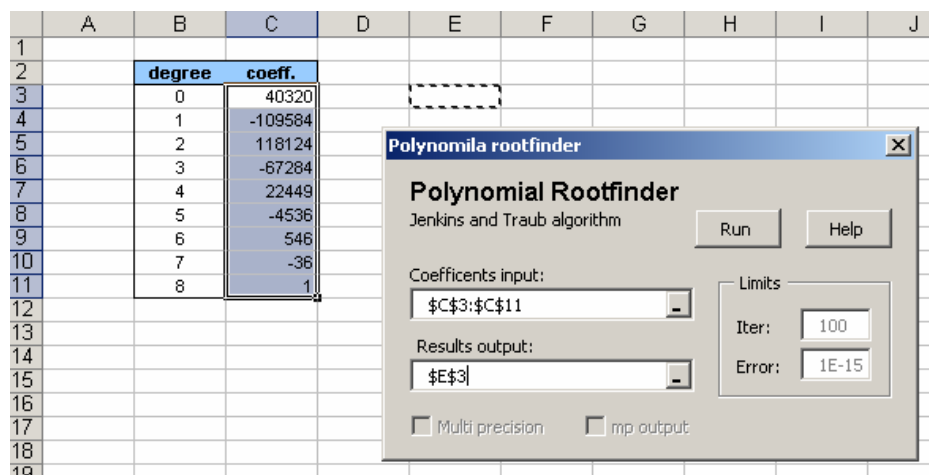 A B C D E F G H I J
1
2 degree coeff.
3 0 40320
4 1 -109584
5 2 118124
6 3 -67284
7 4 22449
8 5 -4536
9 6 546
10 7 -36
11 8 1
12
13
14
15
16
17
18
19
Polynomila rootfinder
Polynomial Rootfinder
Jenkins and Traub algorithm
Run Help
Coefficents input:
$C$3:$C$11
Results output:
$E$3
Limits
Iter: 100
Error: 1E-15
Multi precision mp output